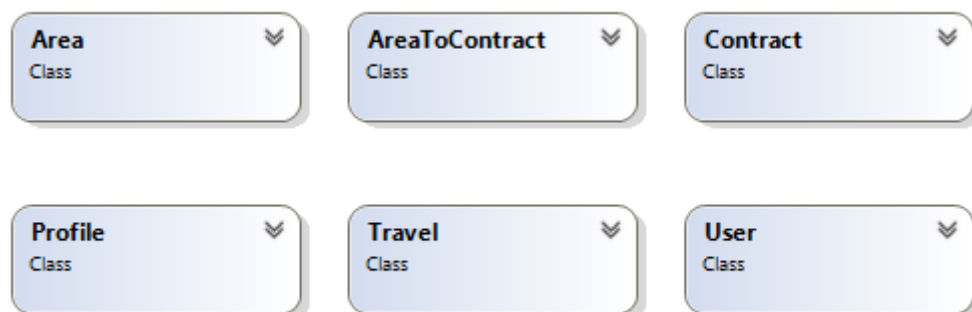 Area
Class
AreaToContract
Class
Contract
Class
Profile
Class
Travel
Class
User
Class